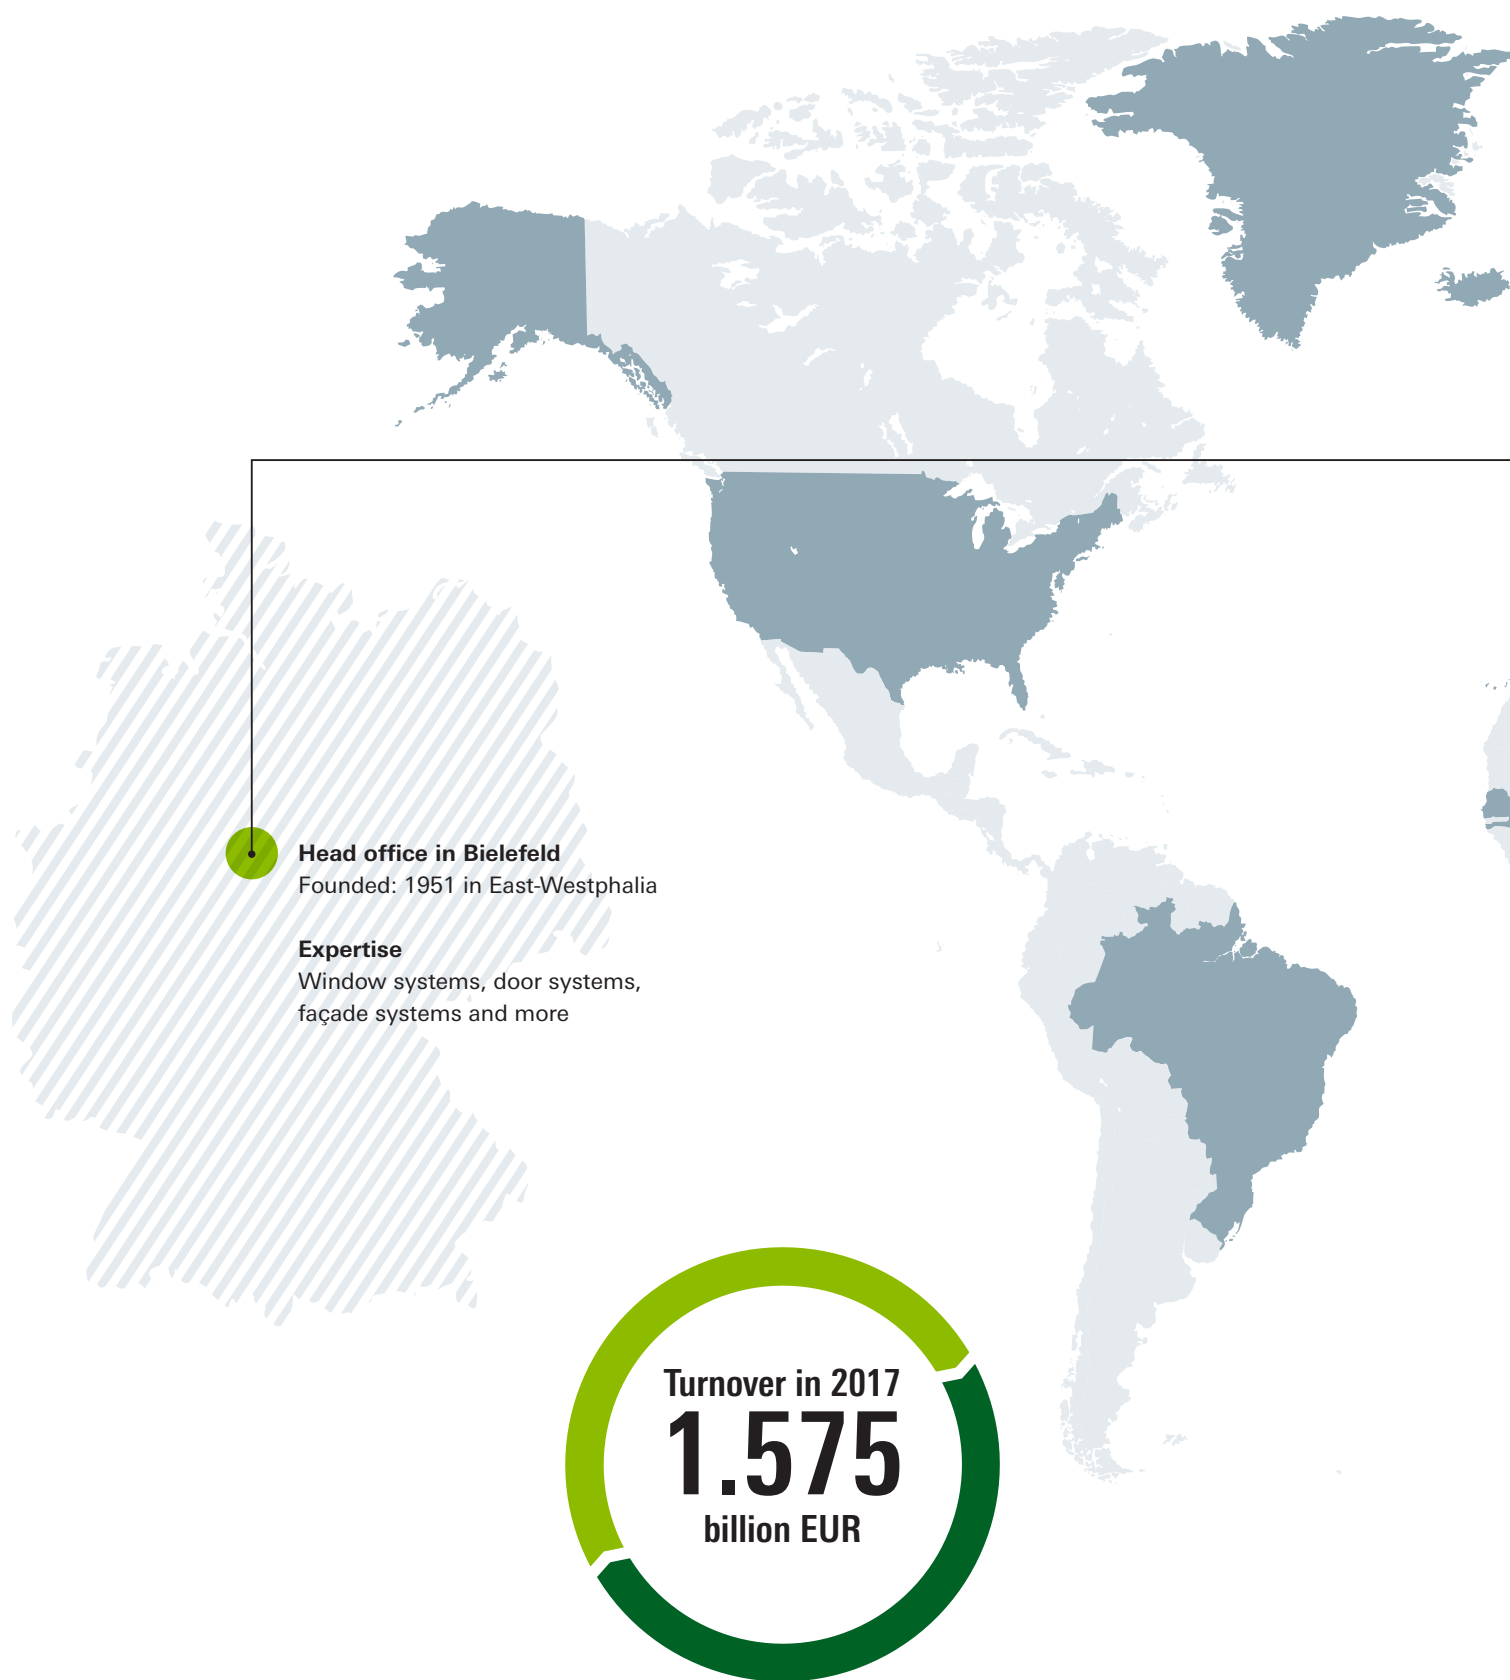 Head office in Bielefeld
Founded: 1951 in East-Westphalia
Expertise
Window systems, door systems,
façade systems and more
Turnover in 2017
1.575
billion EUR